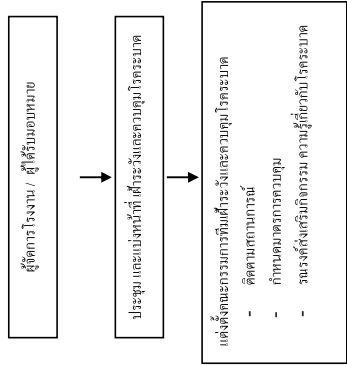 ผู้จัดการโรงงาน / ผู้ได้รับมอบหมาย
ประชุม และแบ่งหน้าที่ เฝ้าระวังและควบคุมโรคระบาด
แต่งตั้งคณะกรรมการทีมเฝ้าระวังและควบคุมโรคระบาด
- ติดตามสถานการณ์
- กำหนดมาตรการควบคุม
- รณรงค์ส่งเสริมกิจกรรม ความรู้เกี่ยวกับโรคระบาด